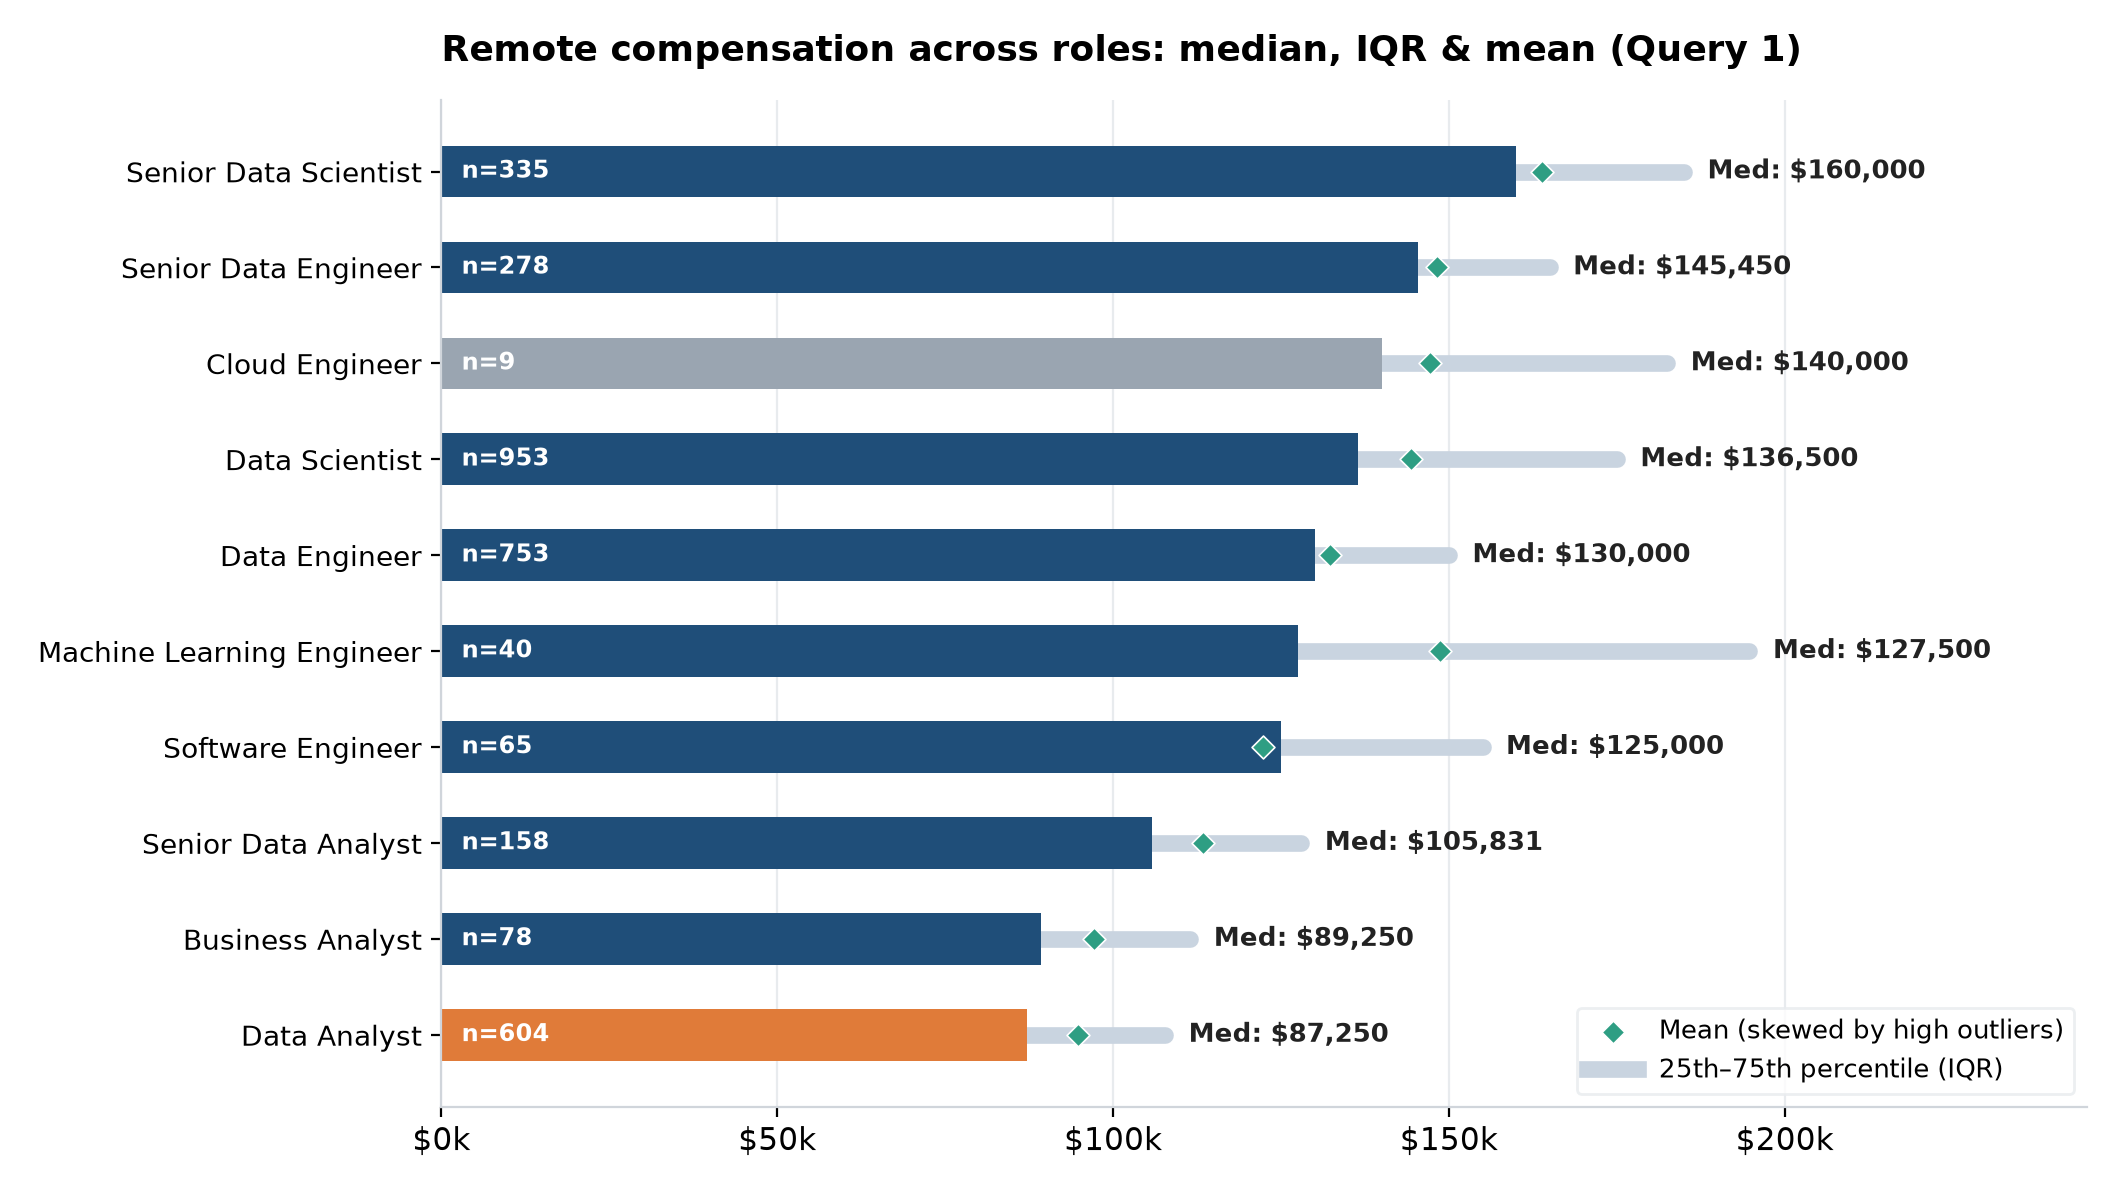 Remote compensation across roles: median, IQR & mean (Query 1)
Senior Data Scientist n=335 Med: $160,000
Senior Data Engineer n=278 Med: $145,450
Cloud Engineer n=9 Med: $140,000
Data Scientist n=953 Med: $136,500
Data Engineer n=753 Med: $130,000
Machine Learning Engineer n=40 Med: $127,500
Software Engineer n=65 Med: $125,000
Senior Data Analyst n=158 Med: $105,831
Business Analyst n=78 Med: $89,250
Data Analyst n=604 Med: $87,250
Mean (skewed by high outliers)
25th–75th percentile (IQR)
$0k $50k $100k $150k $200k